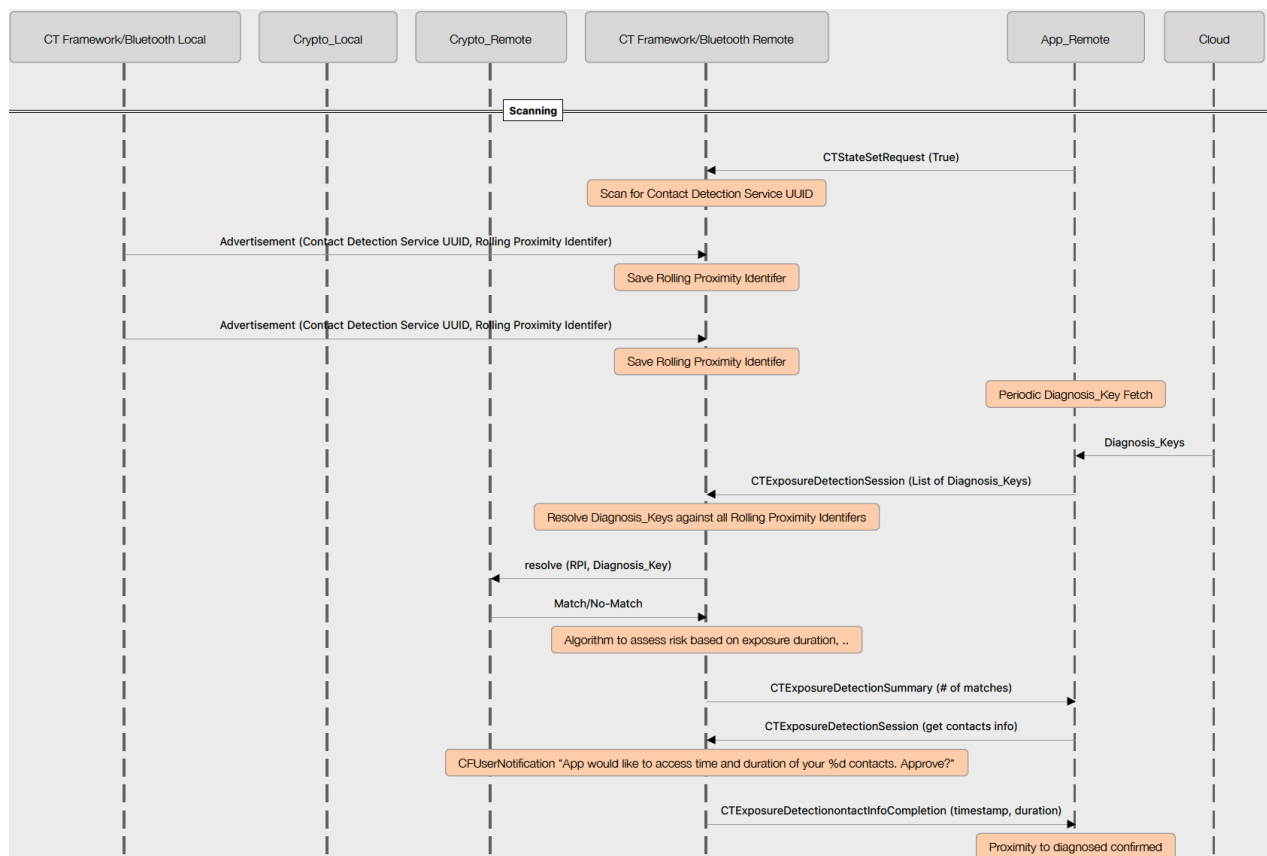 CT Framework/Bluetooth Local
Crypto_Local
Crypto_Remote
CT Framework/Bluetooth Remote
App_Remote
Cloud
Scanning
CTStateSetRequest (True)
Scan for Contact Detection Service UUID
Advertisement (Contact Detection Service UUID, Rolling Proximity Identifer)
Save Rolling Proximity Identifer
Advertisement (Contact Detection Service UUID, Rolling Proximity Identifer)
Save Rolling Proximity Identifer
Periodic Diagnosis_Key Fetch
Diagnosis_Keys
CTExposureDetectionSession (List of Diagnosis_Keys)
Resolve Diagnosis_Keys against all Rolling Proximity Identifers
resolve (RPI, Diagnosis_Key)
Match/No-Match
Algorithm to assess risk based on exposure duration, ..
CTExposureDetectionSummary (# of matches)
CTExposureDetectionSession (get contacts info)
CFUserNotification "App would like to access time and duration of your %d contacts. Approve?"
CTExposureDetectionontactInfoCompletion (timestamp, duration)
Proximity to diagnosed confirmed